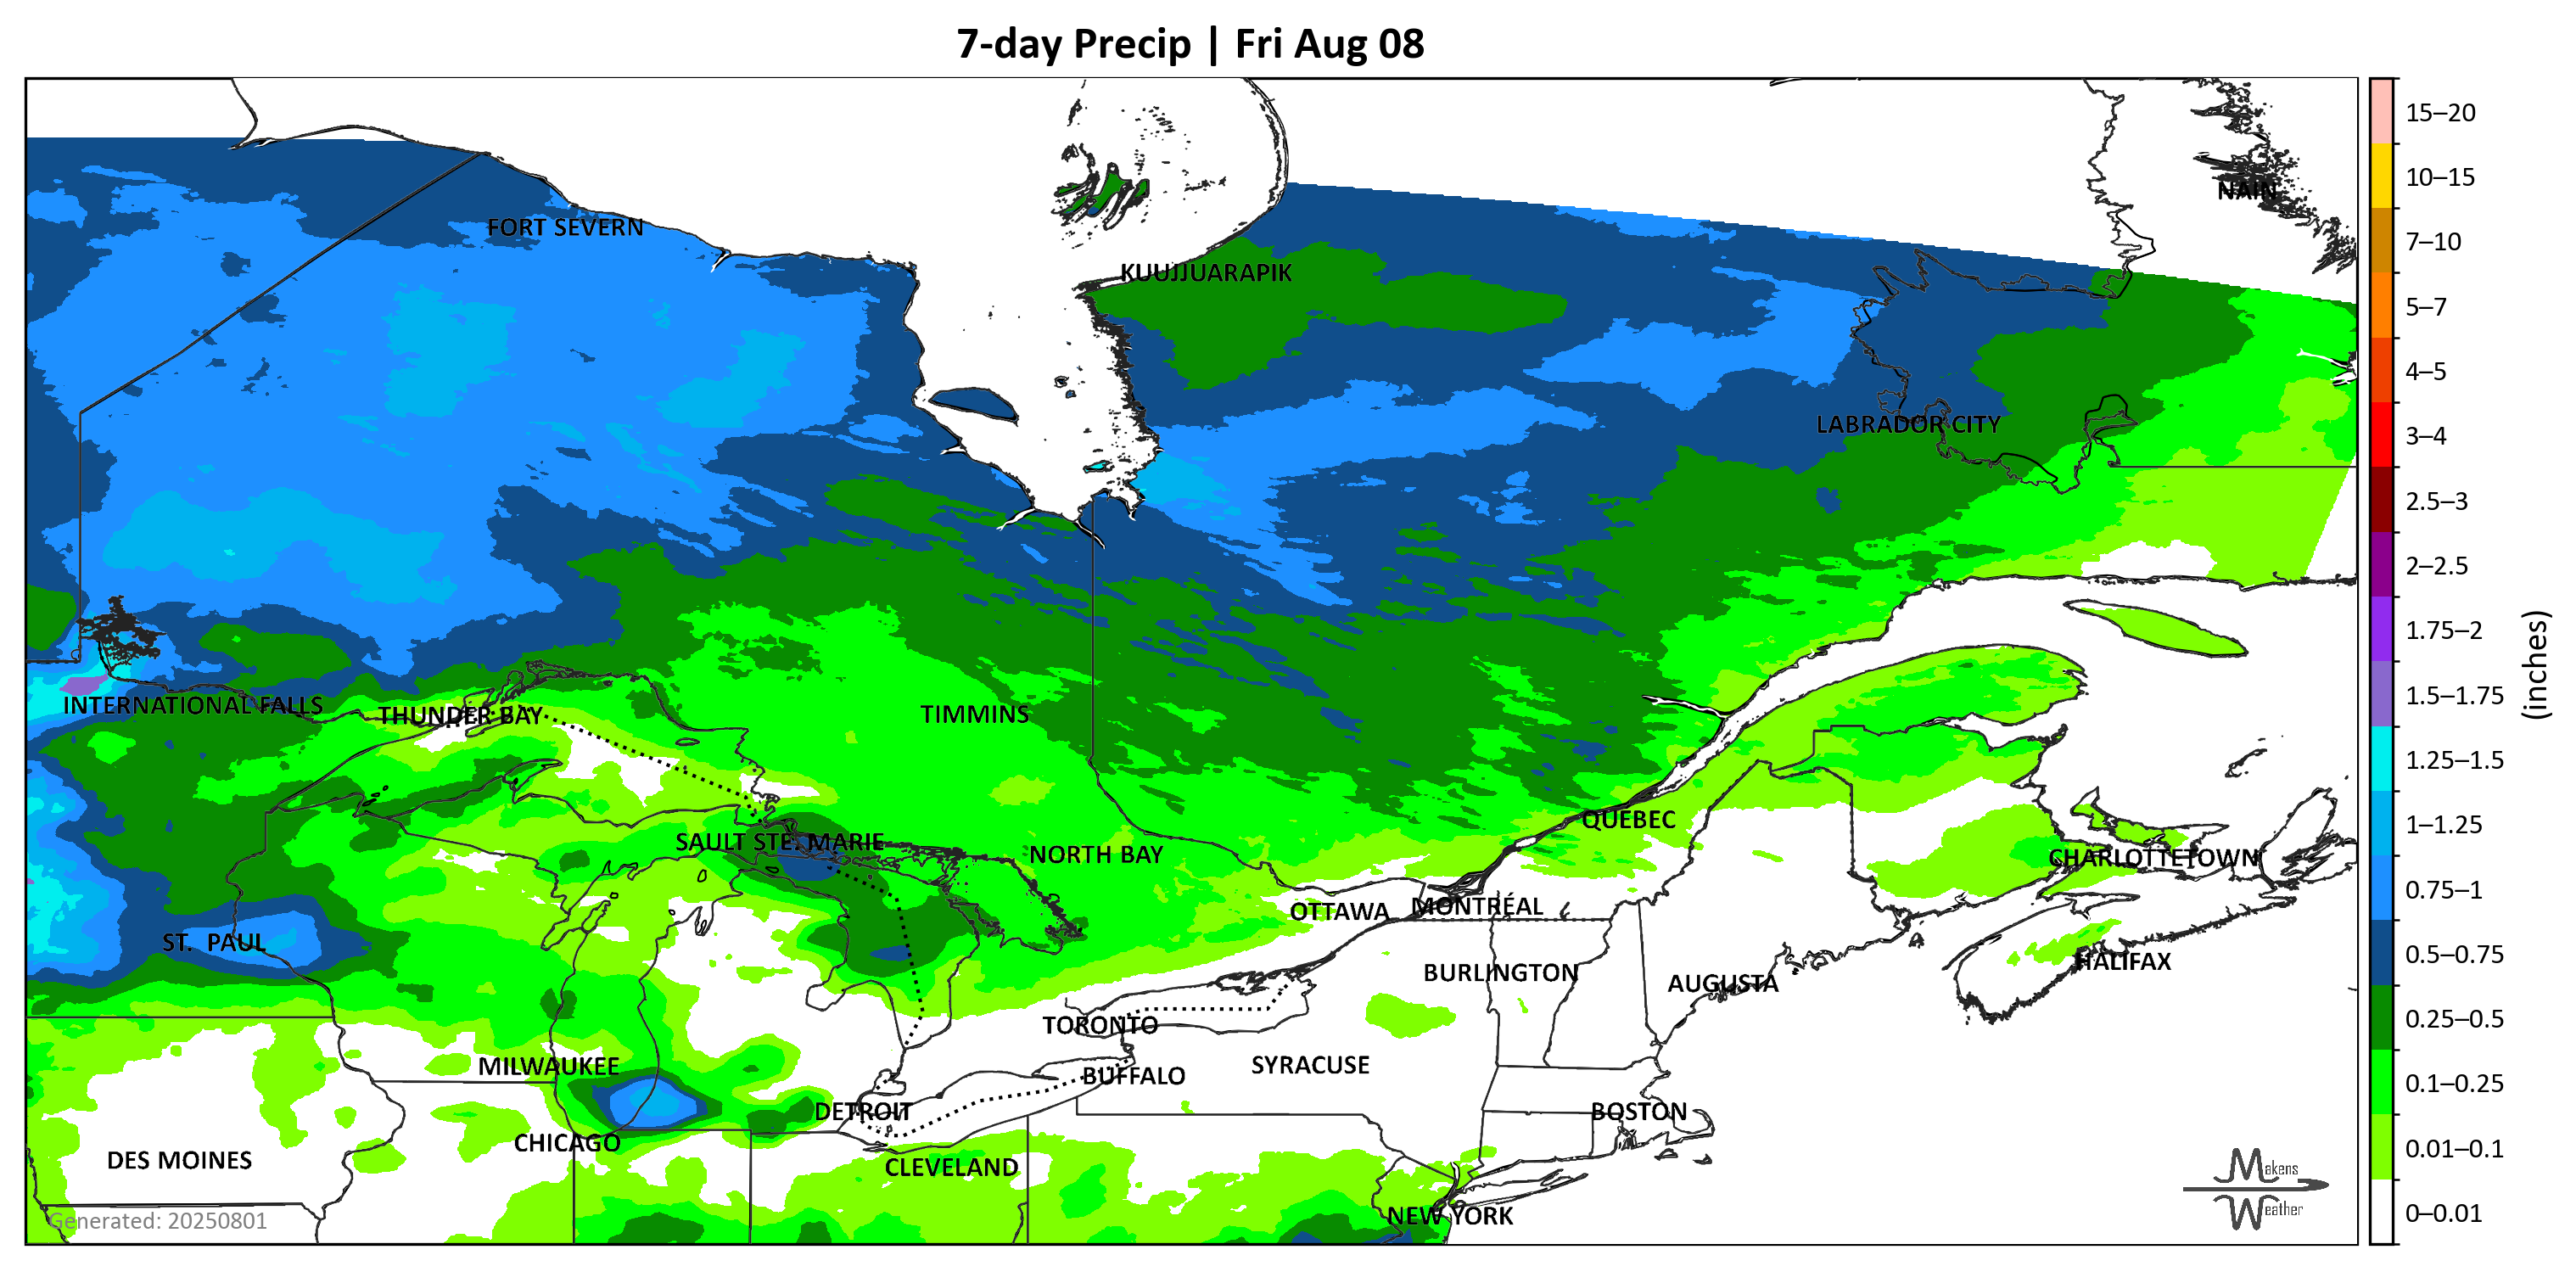 7-day Precip | Fri Aug 08
NAIN
FORT SEVERN
KUUJJUARAPIK
LABRADOR CITY
INTERNATIONAL FALLS
THUNDER BAY
TIMMINS
QUÉBEC
SAULT STE. MARIE
NORTH BAY
CHARLOTTETOWN
OTTAWA
MONTRÉAL
ST. PAUL
HALIFAX
BURLINGTON
AUGUSTA
TORONTO
MILWAUKEE
SYRACUSE
BUFFALO
DETROIT
BOSTON
CHICAGO
DES MOINES
CLEVELAND
NEW YORK
Generated: 20250801
Makens
Weather
15–20
10–15
7–10
5–7
4–5
3–4
2.5–3
2–2.5
1.75–2
1.5–1.75
1.25–1.5
1–1.25
0.75–1
0.5–0.75
0.25–0.5
0.1–0.25
0.01–0.1
0–0.01
(inches)